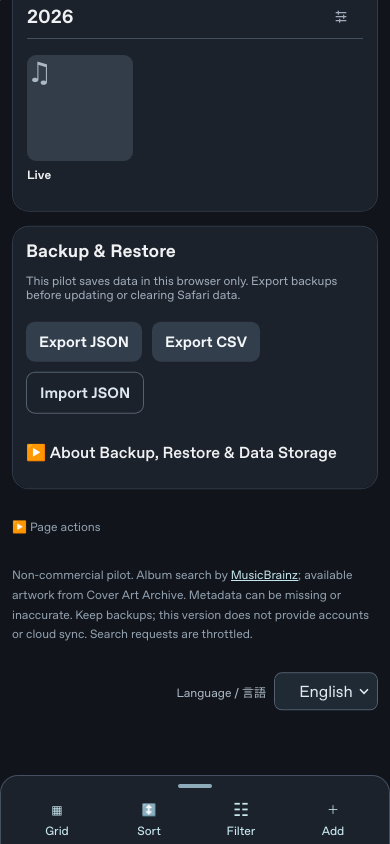 2026
Live
Backup & Restore
This pilot saves data in this browser only. Export backups
before updating or clearing Safari data.
Export JSON
Export CSV
Import JSON
About Backup, Restore & Data Storage
Page actions
Non-commercial pilot. Album search by MusicBrainz; available
artwork from Cover Art Archive. Metadata can be missing or
inaccurate. Keep backups; this version does not provide accounts
or cloud sync. Search requests are throttled.
Language / 言語
English
Grid
Sort
Filter
Add